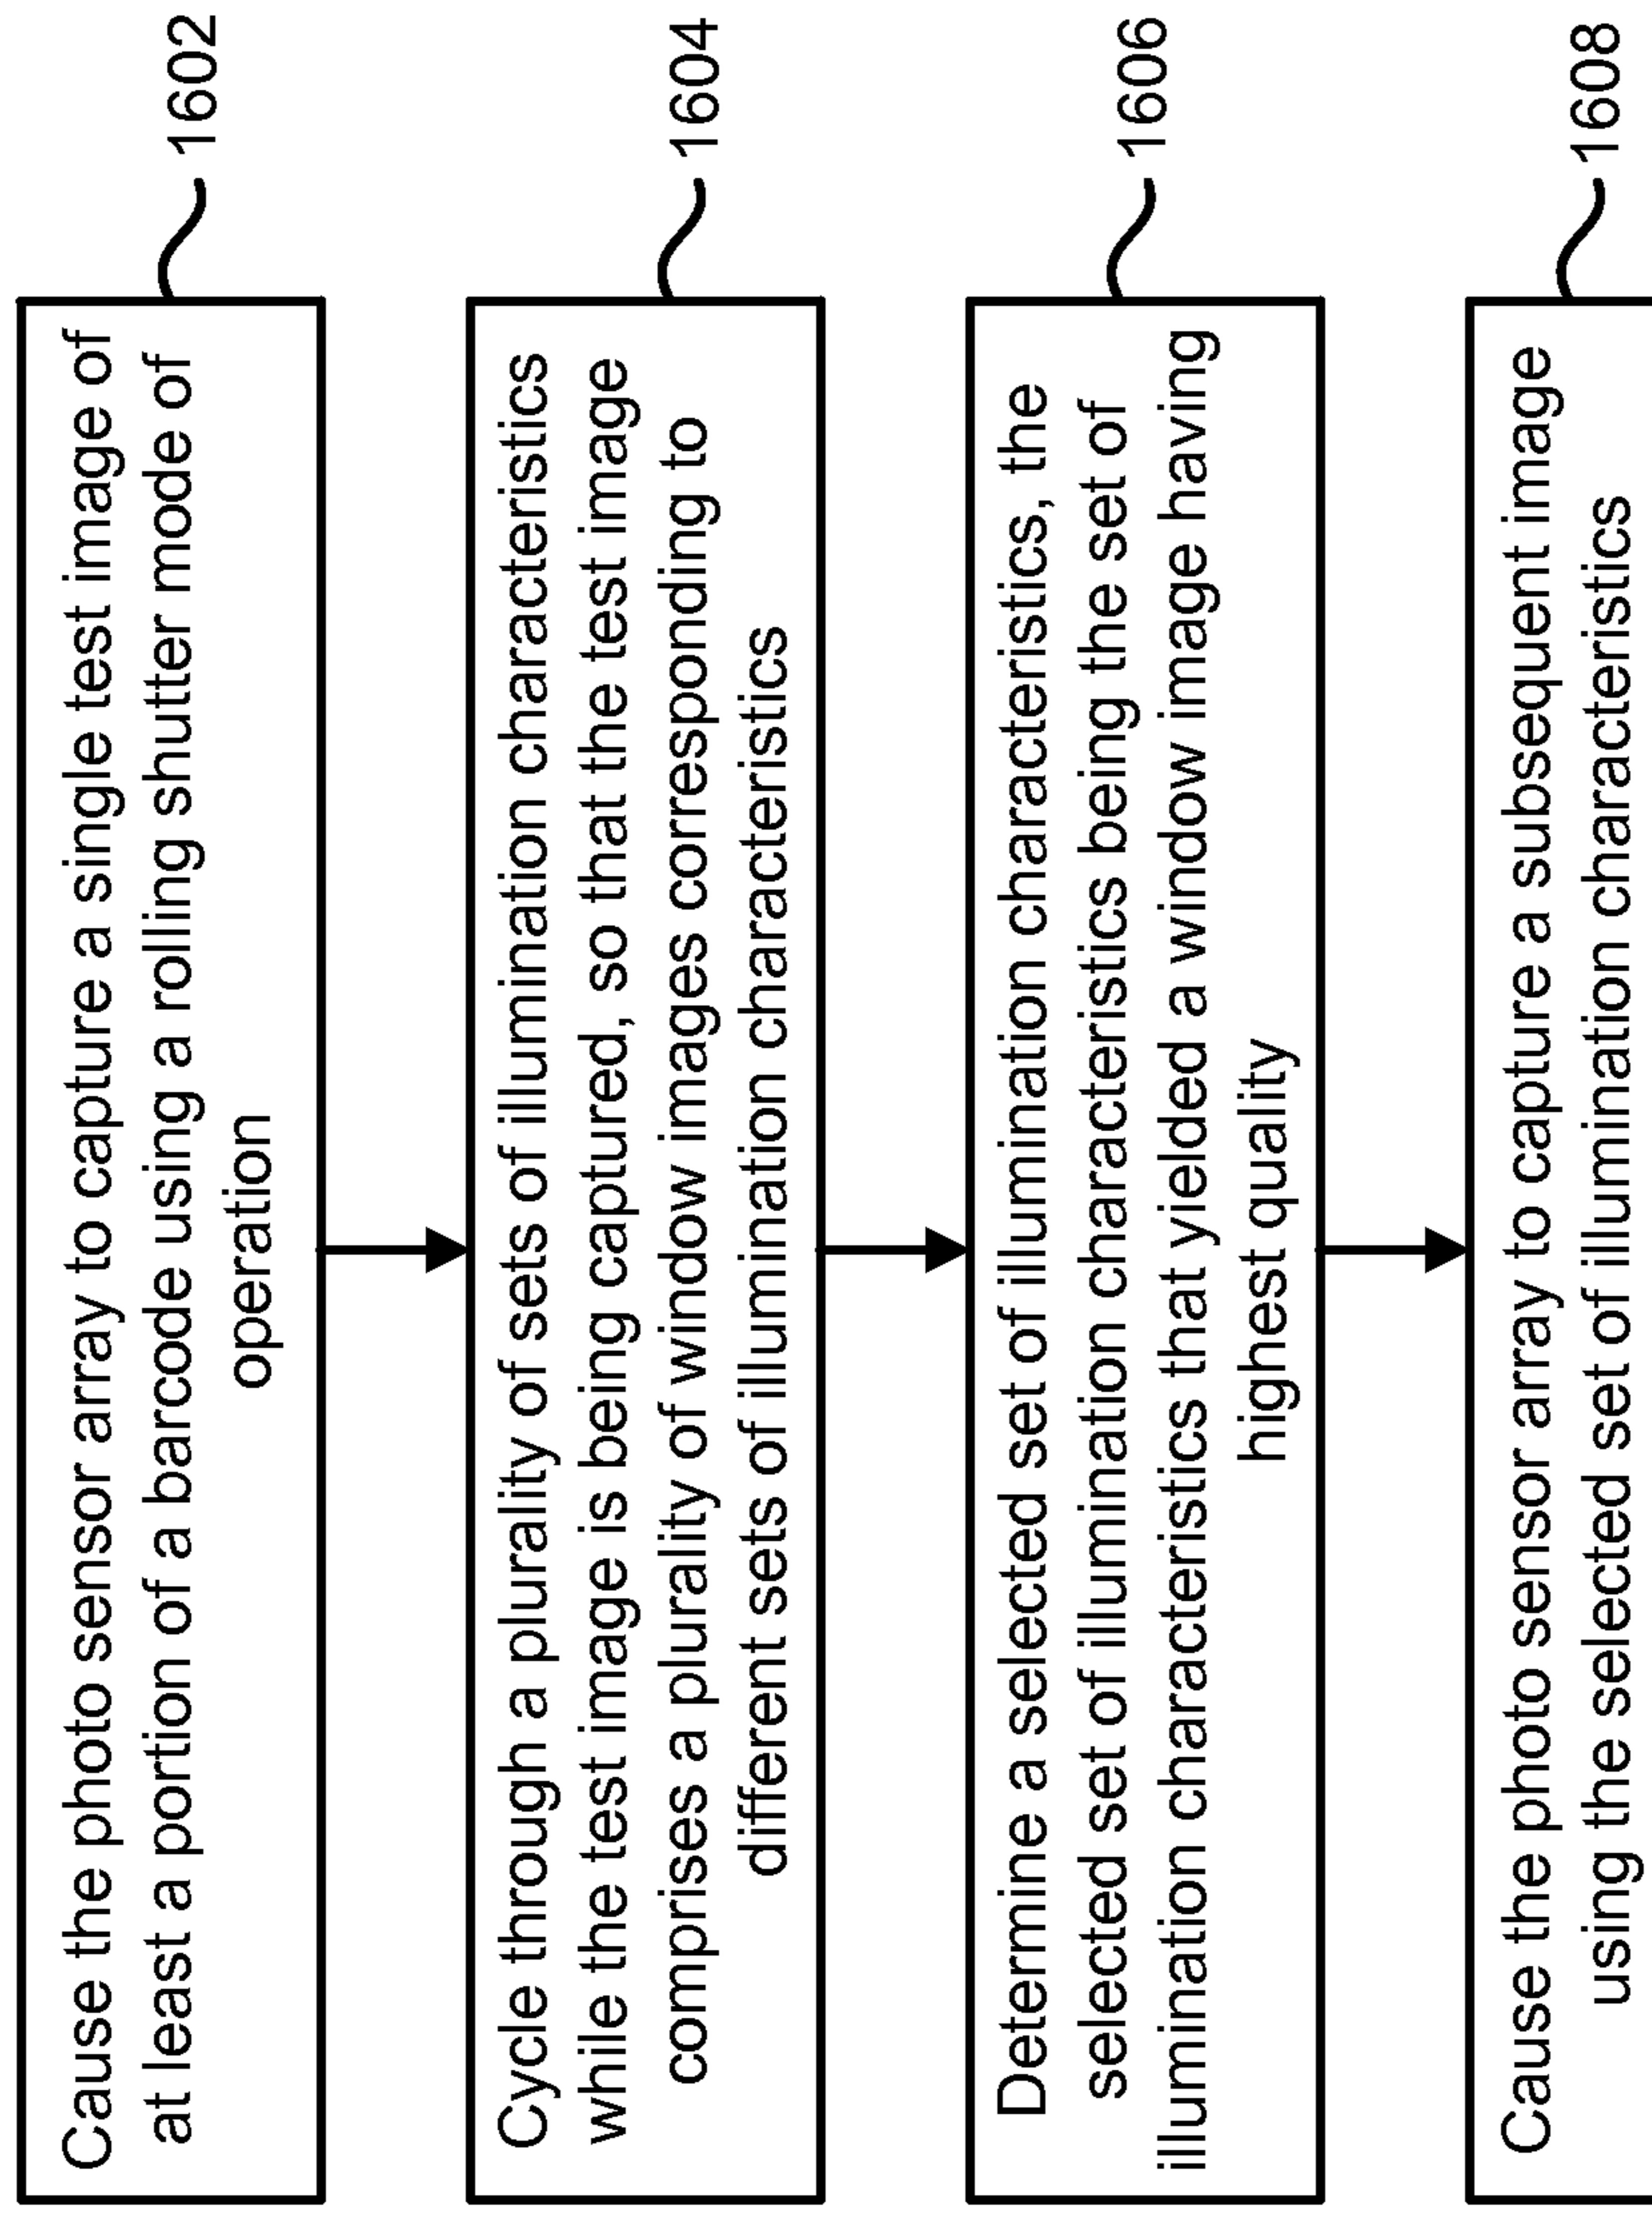 Cause the photo sensor array to capture a single test image of
at least a portion of a barcode using a rolling shutter mode of
operation
1602
Cycle through a plurality of sets of illumination characteristics
while the test image is being captured, so that the test image
comprises a plurality of window images corresponding to
different sets of illumination characteristics
1604
Determine a selected set of illumination characteristics, the
selected set of illumination characteristics being the set of
illumination characteristics that yielded a window image having
highest quality
1606
Cause the photo sensor array to capture a subsequent image
using the selected set of illumination characteristics
1608